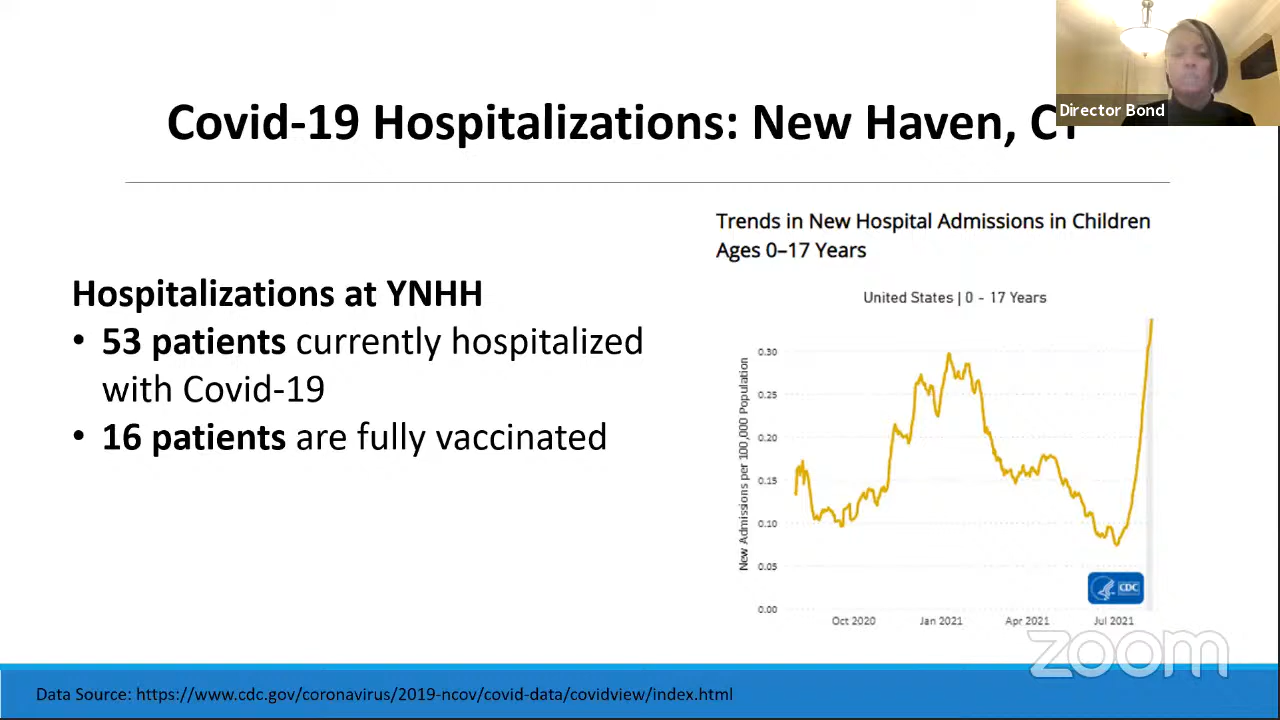 Director Bond
Covid-19 Hospitalizations: New Haven, CT
Trends in New Hospital Admissions in Children
Ages 0–17 Years
Hospitalizations at YNHH
• 53 patients currently hospitalized
with Covid-19
• 16 patients are fully vaccinated
United States | 0 - 17 Years
New Admissions per 100,000 Population
0.30
0.25
0.20
0.15
0.10
0.05
0.00
Oct 2020 Jan 2021 Apr 2021 Jul 2021
CDC
zoom
Data Source: https://www.cdc.gov/coronavirus/2019-ncov/covid-data/covidview/index.html